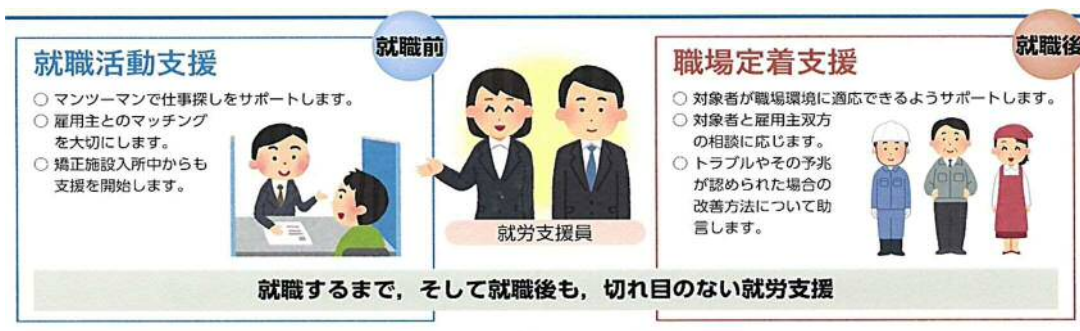 就職前
就職活動支援
○ マンツーマンで仕事探しをサポートします。
○ 雇用主とのマッチング
を大切にします。
○ 矯正施設入所中からも
支援を開始します。
就労支援員
就職後
職場定着支援
○ 対象者が職場環境に適応できるようサポートします。
○ 対象者と雇用主双方
の相談に応じます。
○ トラブルやその予兆
が認められた場合の
改善方法について助
言します。
就職するまで，そして就職後も，切れ目のない就労支援